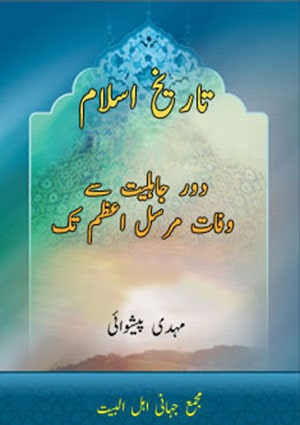 تاریخ اسلام
دور جاہلیت سے
وفات مرسل اعظم تک
مہدی پیشوائی
مجمع جہانی اہل البیت